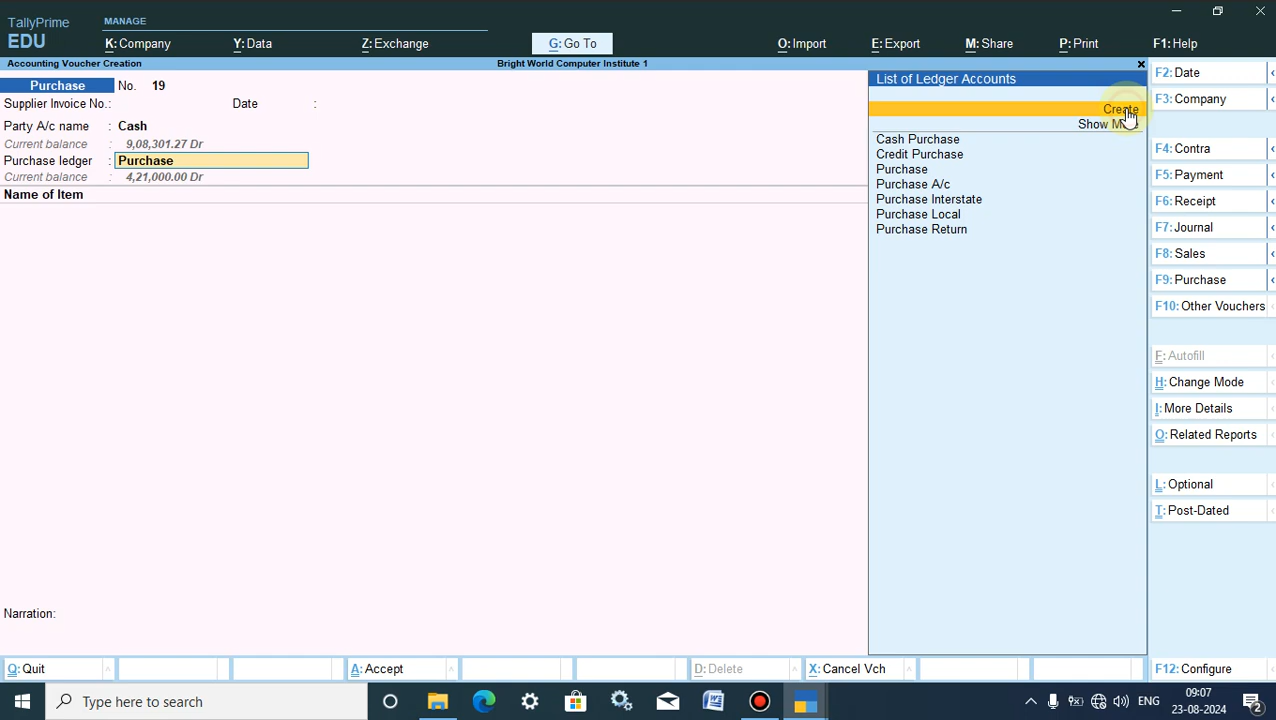 TallyPrime
MANAGE
EDU
K: Company
Y: Data
Z: Exchange
G: Go To
O: Import
E: Export
M: Share
P: Print
F1: Help
Accounting Voucher Creation
Bright World Computer Institute 1
Purchase No. 19
Supplier Invoice No.: Date :
Party A/c name : Cash
Current balance : 9,08,301.27 Dr
Purchase ledger : Purchase
Current balance : 4,21,000.00 Dr
Name of Item
Narration:
List of Ledger Accounts
Create
Show More
Cash Purchase
Credit Purchase
Purchase
Purchase A/c
Purchase Interstate
Purchase Local
Purchase Return
F2: Date
F3: Company
F4: Contra
F5: Payment
F6: Receipt
F7: Journal
F8: Sales
F9: Purchase
F10: Other Vouchers
F: Autofill
H: Change Mode
I: More Details
O: Related Reports
L: Optional
T: Post-Dated
Q: Quit
A: Accept
D: Delete
X: Cancel Vch
F12: Configure
Type here to search
ENG
09:07
23-08-2024
2